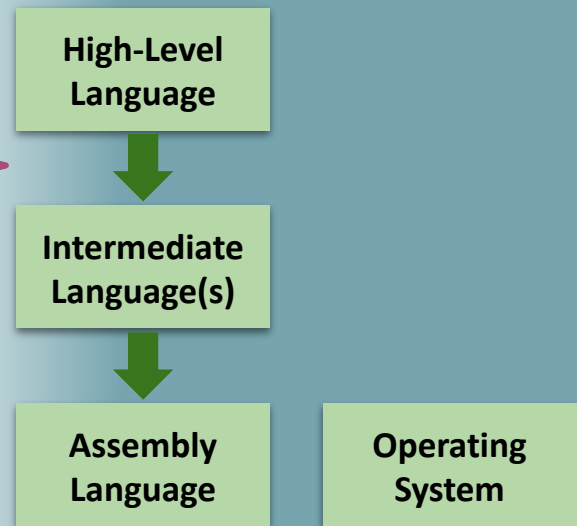 High-Level
Language
Intermediate
Language(s)
Assembly
Language
Operating
System